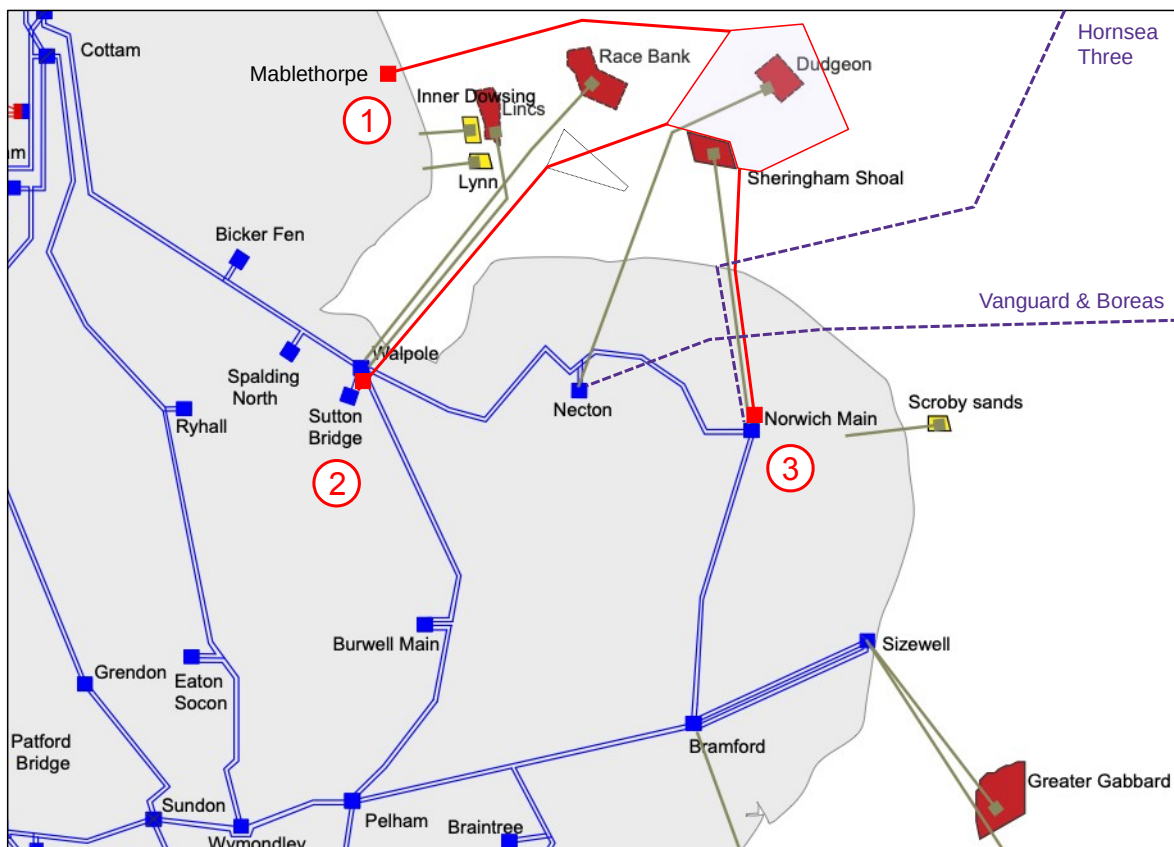 Cottam
Hornsea
Three
Race Bank
Dudgeon
Mablethorpe
Inner Dowsing
Lincs
1
am
Lynn
Sheringham Shoal
Bicker Fen
Vanguard & Boreas
Walpole
Spalding
North
Sutton
Bridge
Ryhall
Necton
Scroby sands
Norwich Main
2
3
Burwell Main
Sizewell
Grendon
Eaton
Socon
Patford
Bridge
Bramford
Greater Gabbard
Sundon
Pelham
Braintree
Wymondley